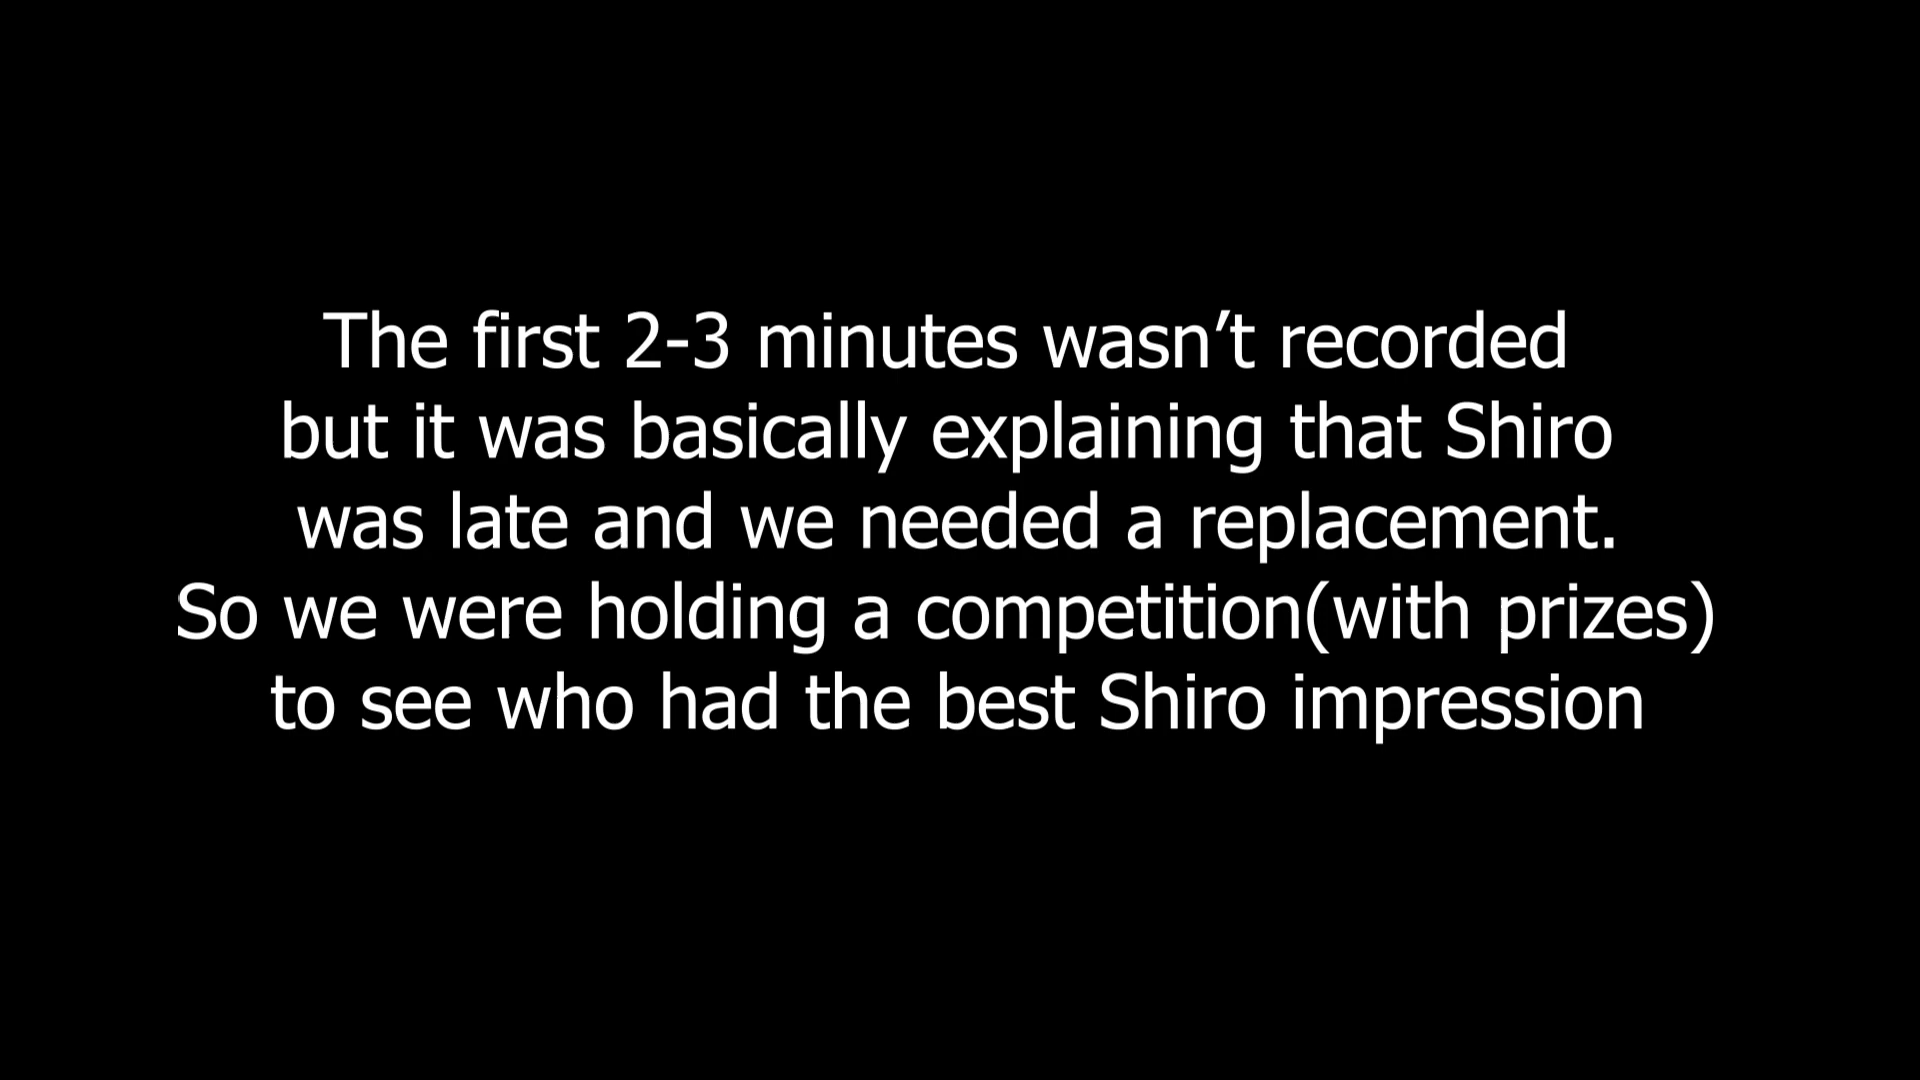 The first 2-3 minutes wasn’t recorded
but it was basically explaining that Shiro
was late and we needed a replacement.
So we were holding a competition(with prizes)
to see who had the best Shiro impression